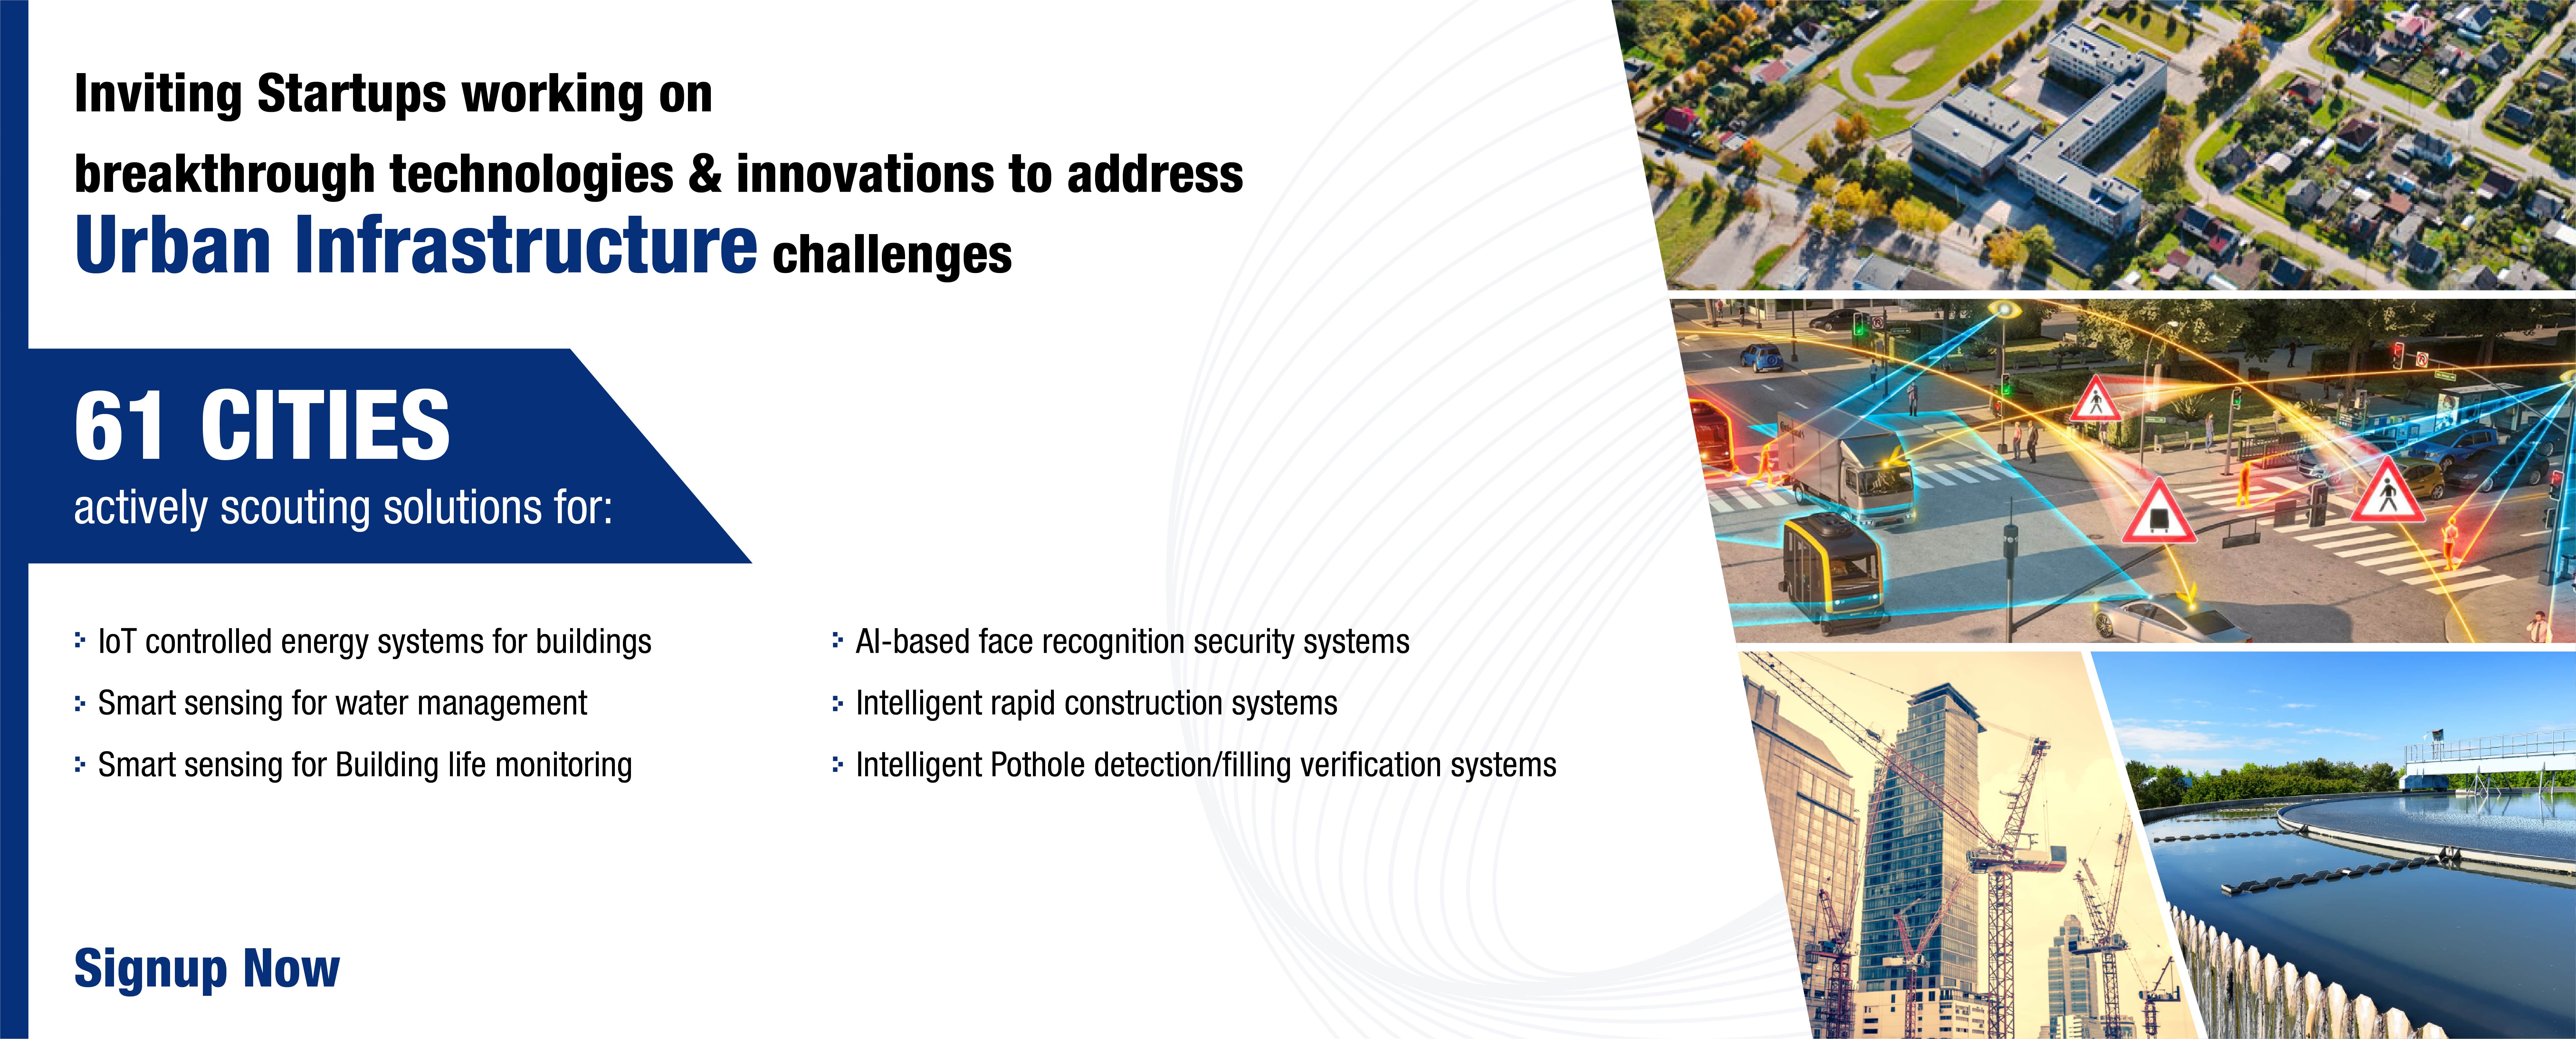 Inviting Startups working on
breakthrough technologies & innovations to address
Urban Infrastructure challenges
61 CITIES
actively scouting solutions for:
IoT controlled energy systems for buildings
Smart sensing for water management
Smart sensing for Building life monitoring
AI-based face recognition security systems
Intelligent rapid construction systems
Intelligent Pothole detection/filling verification systems
Signup Now